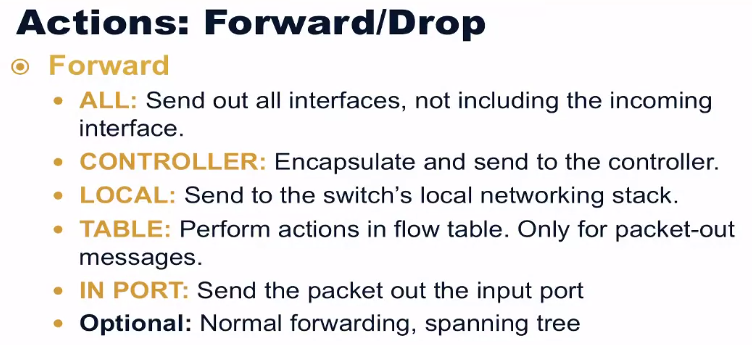 Actions: Forward/Drop
Forward
• ALL: Send out all interfaces, not including the incoming
interface.
• CONTROLLER: Encapsulate and send to the controller.
• LOCAL: Send to the switch’s local networking stack.
• TABLE: Perform actions in flow table. Only for packet-out
messages.
• IN PORT: Send the packet out the input port
• Optional: Normal forwarding, spanning tree